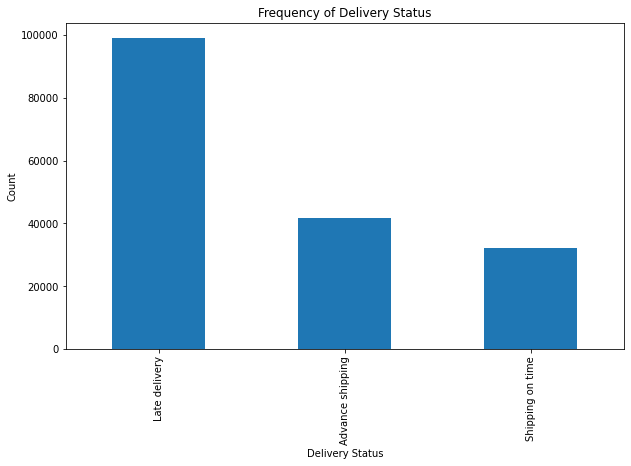 Frequency of Delivery Status
100000
80000
60000
40000
20000
0
Count
Late delivery
Advance shipping
Shipping on time
Delivery Status